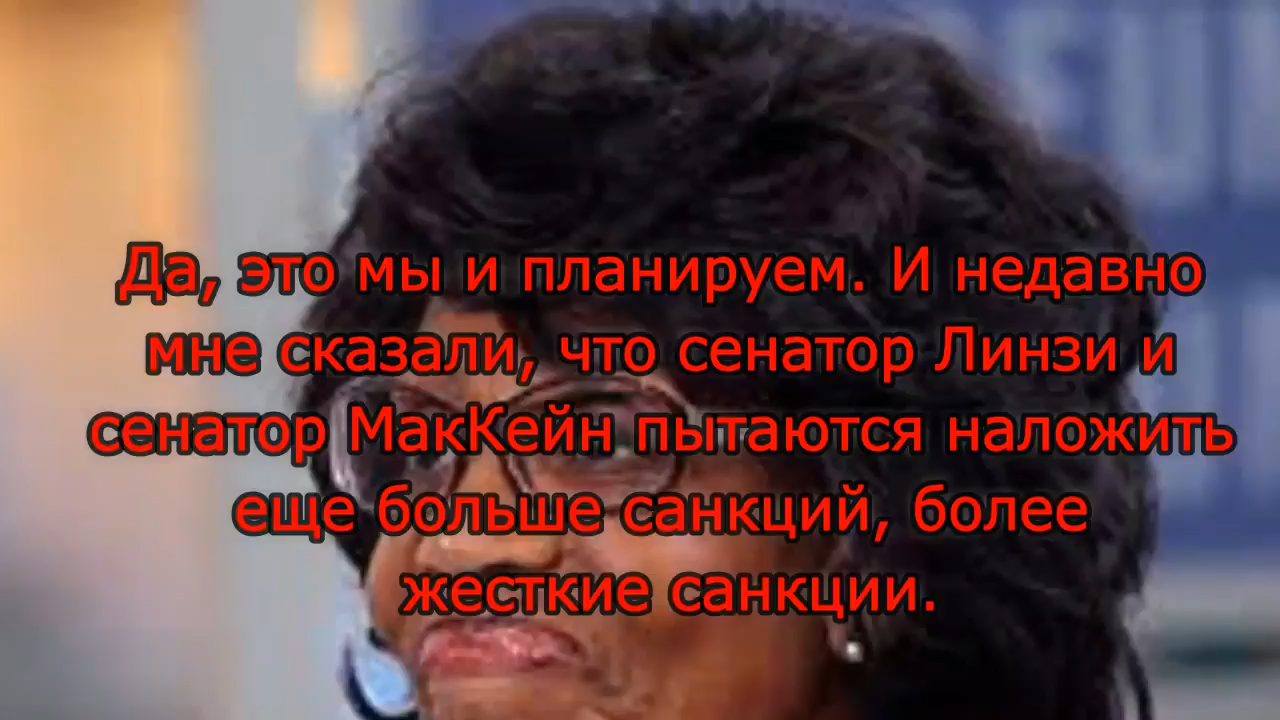 Да, это мы и планируем. И недавно
мне сказали, что сенатор Линзи и
сенатор МакКейн пытаются наложить
еще больше санкций, более
жесткие санкции.